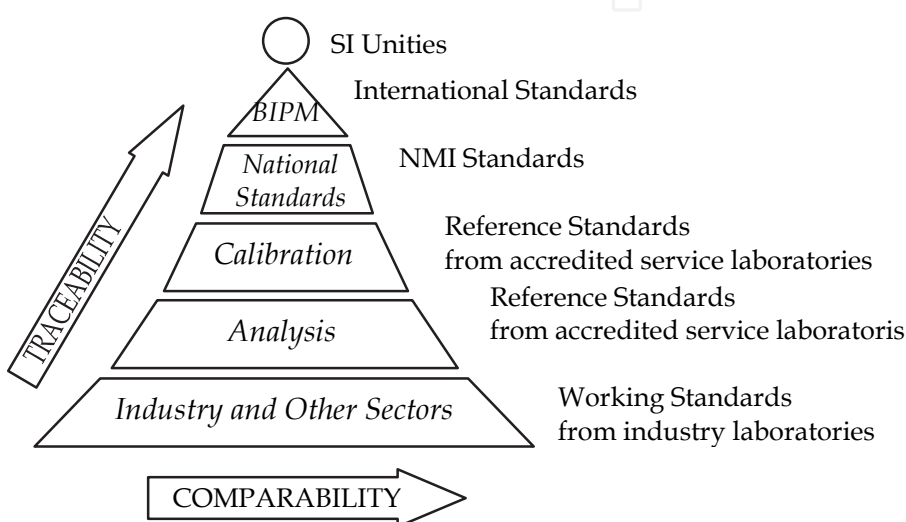 SI Unities
BIPM
International Standards
National
Standards
NMI Standards
Calibration
Reference Standards
from accredited service laboratories
Analysis
Reference Standards
from accredited service laboratoris
Industry and Other Sectors
Working Standards
from industry laboratories
TRACEABILITY
COMPARABILITY